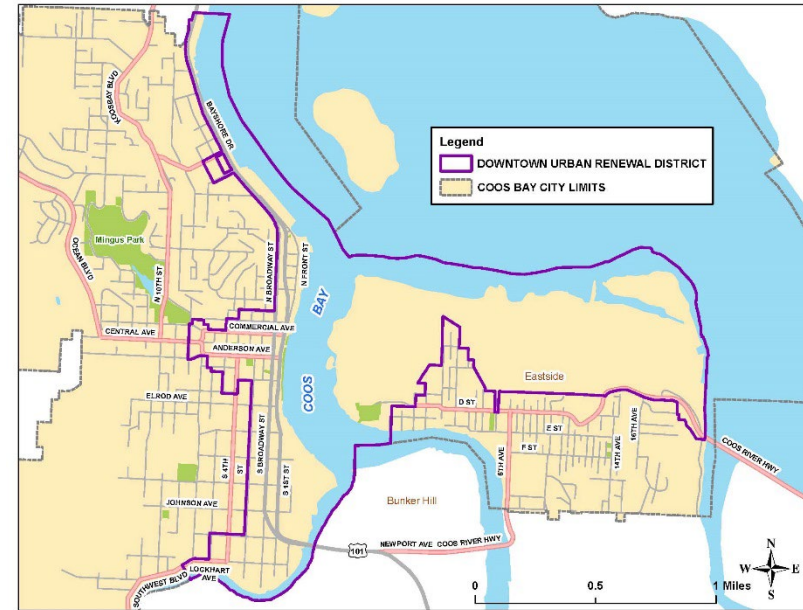 KOOSBAY BLVD
BAYSHORE DR
Legend
DOWNTOWN URBAN RENEWAL DISTRICT
COOS BAY CITY LIMITS
Mingus Park
OCEAN BLVD
N 10TH ST
N BROADWAY ST
N FRONT ST
COOS BAY
COMMERCIAL AVE
CENTRAL AVE
ANDERSON AVE
Eastside
ELROD AVE
D ST
E ST
F ST
6TH AVE
14TH AVE
16TH AVE
COOS RIVER HWY
S 4TH ST
S BROADWAY ST
S 1ST ST
JOHNSON AVE
Bunker Hill
101
NEWPORT AVE COOS RIVER HWY
LOCKHART AVE
SOUTHWEST BLVD
N
W E
S
0 0.5 1 Miles